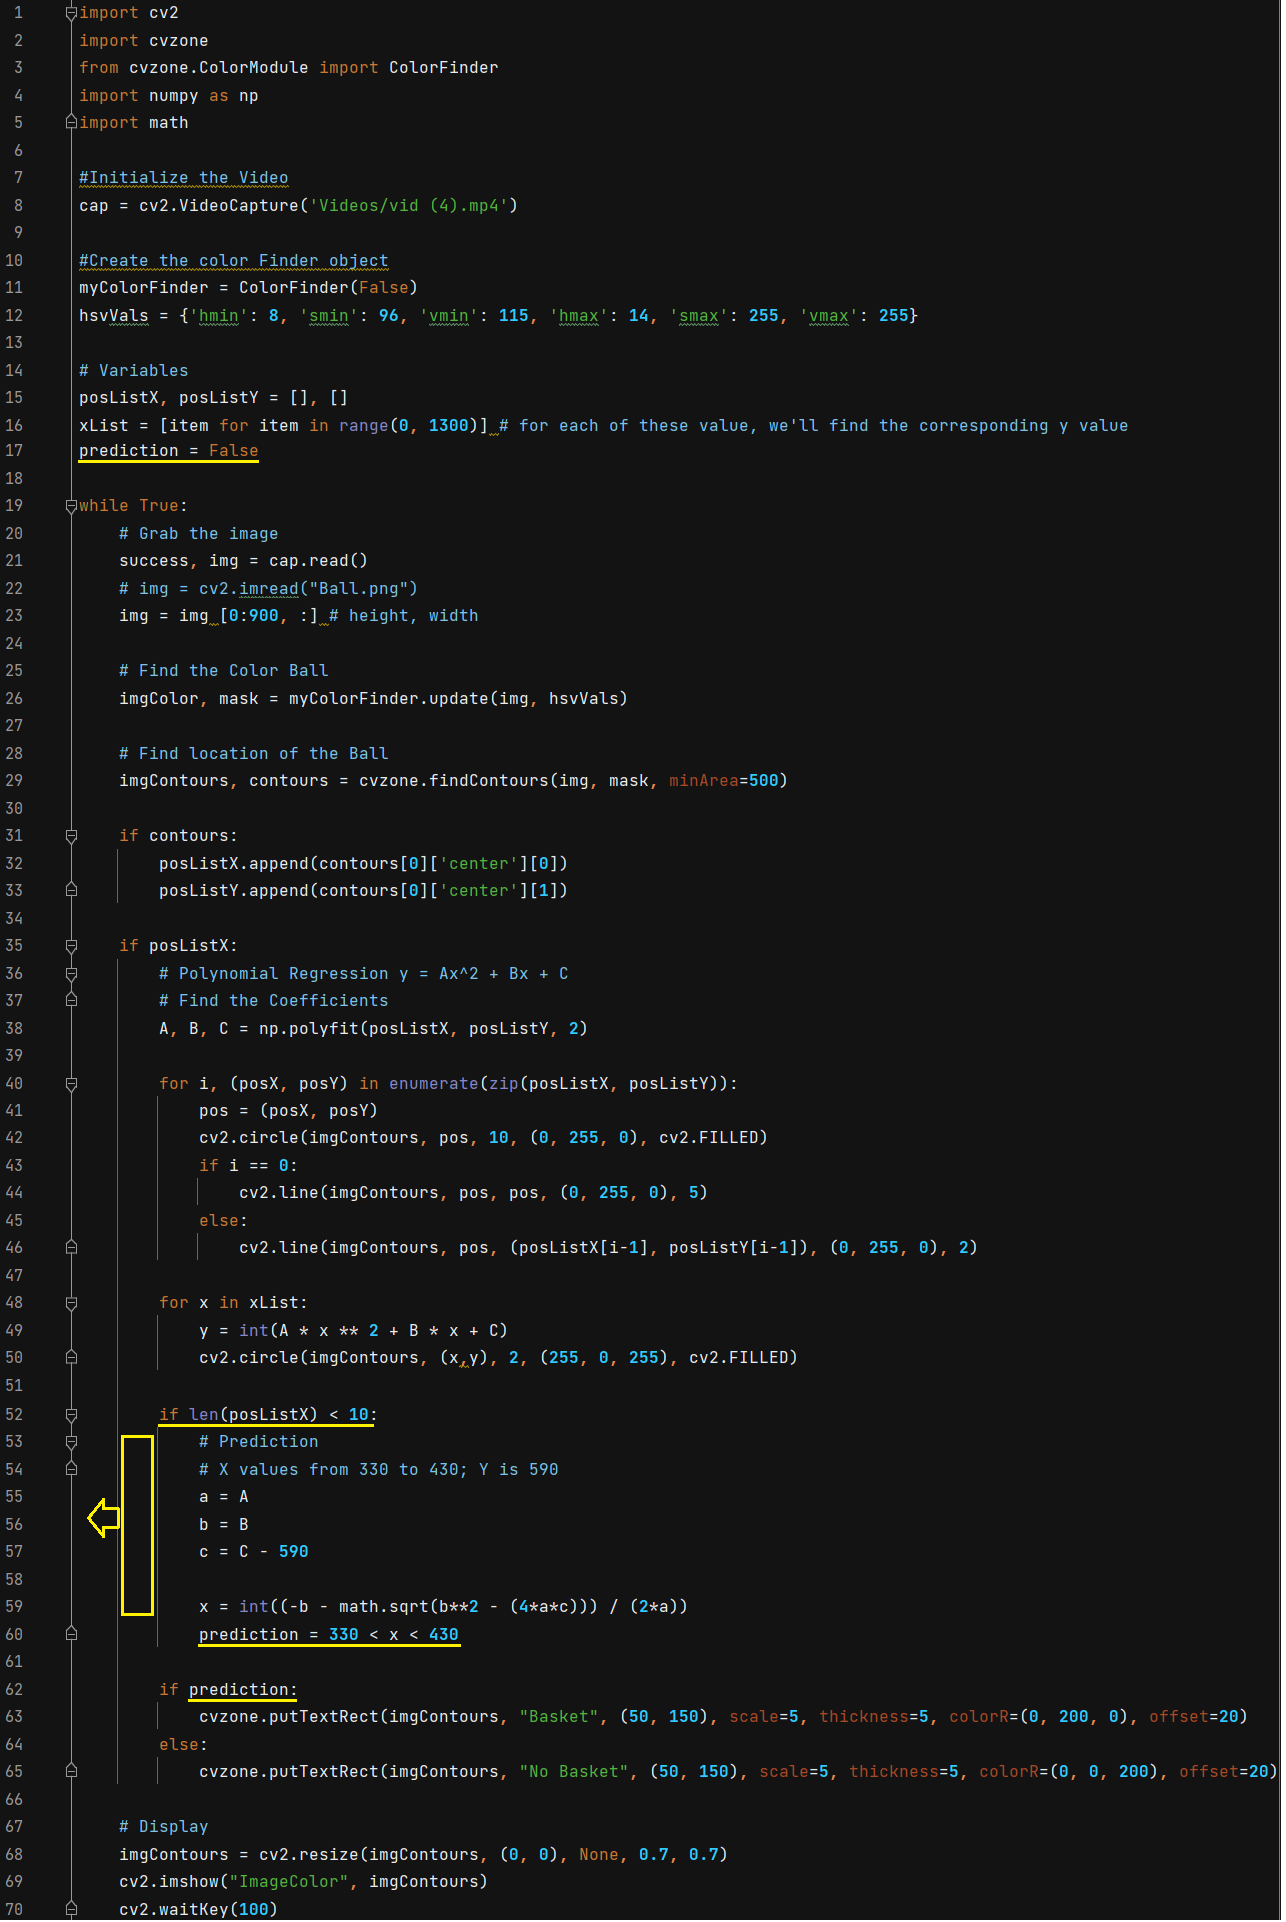 1 import cv2
2 import cvzone
3 from cvzone.ColorModule import ColorFinder
4 import numpy as np
5 import math
6
7 #Initialize the Video
8 cap = cv2.VideoCapture('Videos/vid (4).mp4')
9
10 #Create the color Finder object
11 myColorFinder = ColorFinder(False)
12 hsvVals = {'hmin': 8, 'smin': 96, 'vmin': 115, 'hmax': 14, 'smax': 255, 'vmax': 255}
13
14 # Variables
15 posListX, posListY = [], []
16 xList = [item for item in range(0, 1300)] # for each of these value, we'll find the corresponding y value
17 prediction = False
18
19 while True:
20     # Grab the image
21     success, img = cap.read()
22     # img = cv2.imread("Ball.png")
23     img = img [0:900, :] # height, width
24
25     # Find the Color Ball
26     imgColor, mask = myColorFinder.update(img, hsvVals)
27
28     # Find location of the Ball
29     imgContours, contours = cvzone.findContours(img, mask, minArea=500)
30
31     if contours:
32         posListX.append(contours[0]['center'][0])
33         posListY.append(contours[0]['center'][1])
34
35     if posListX:
36         # Polynomial Regression y = Ax^2 + Bx + C
37         # Find the Coefficients
38         A, B, C = np.polyfit(posListX, posListY, 2)
39
40         for i, (posX, posY) in enumerate(zip(posListX, posListY)):
41             pos = (posX, posY)
42             cv2.circle(imgContours, pos, 10, (0, 255, 0), cv2.FILLED)
43             if i == 0:
44                 cv2.line(imgContours, pos, pos, (0, 255, 0), 5)
45             else:
46                 cv2.line(imgContours, pos, (posListX[i-1], posListY[i-1]), (0, 255, 0), 2)
47
48         for x in xList:
49             y = int(A * x ** 2 + B * x + C)
50             cv2.circle(imgContours, (x,y), 2, (255, 0, 255), cv2.FILLED)
51
52         if len(posListX) < 10:
53             # Prediction
54             # X values from 330 to 430; Y is 590
55             a = A
56             b = B
57             c = C - 590
58
59             x = int((-b - math.sqrt(b**2 - (4*a*c))) / (2*a))
60             prediction = 330 < x < 430
61
62         if prediction:
63             cvzone.putTextRect(imgContours, "Basket", (50, 150), scale=5, thickness=5, colorR=(0, 200, 0), offset=20)
64         else:
65             cvzone.putTextRect(imgContours, "No Basket", (50, 150), scale=5, thickness=5, colorR=(0, 0, 200), offset=20)
66
67     # Display
68     imgContours = cv2.resize(imgContours, (0, 0), None, 0.7, 0.7)
69     cv2.imshow("ImageColor", imgContours)
70     cv2.waitKey(100)